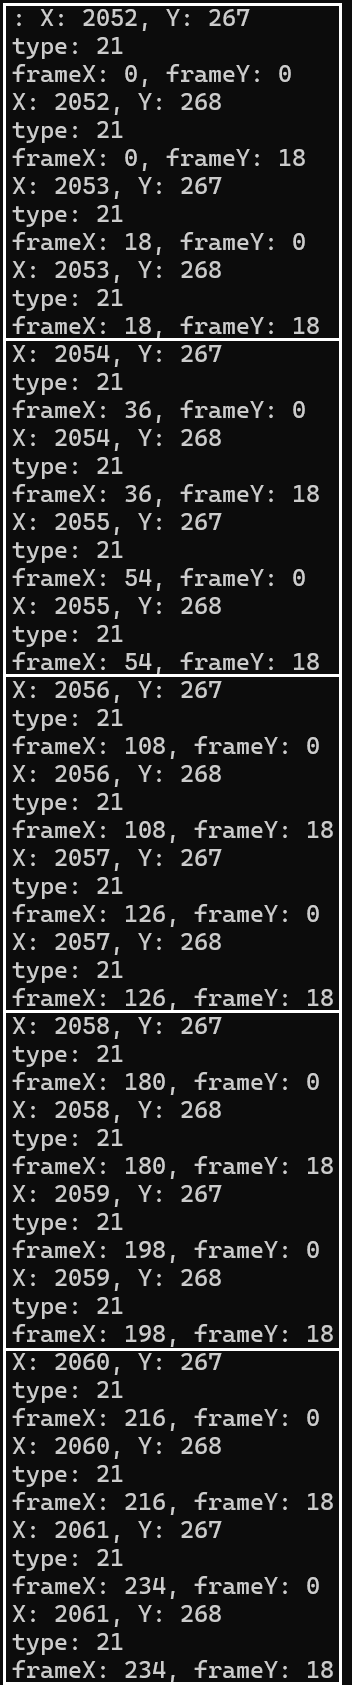 : X: 2052, Y: 267
type: 21
frameX: 0, frameY: 0
X: 2052, Y: 268
type: 21
frameX: 0, frameY: 18
X: 2053, Y: 267
type: 21
frameX: 18, frameY: 0
X: 2053, Y: 268
type: 21
frameX: 18, frameY: 18
X: 2054, Y: 267
type: 21
frameX: 36, frameY: 0
X: 2054, Y: 268
type: 21
frameX: 36, frameY: 18
X: 2055, Y: 267
type: 21
frameX: 54, frameY: 0
X: 2055, Y: 268
type: 21
frameX: 54, frameY: 18
X: 2056, Y: 267
type: 21
frameX: 108, frameY: 0
X: 2056, Y: 268
type: 21
frameX: 108, frameY: 18
X: 2057, Y: 267
type: 21
frameX: 126, frameY: 0
X: 2057, Y: 268
type: 21
frameX: 126, frameY: 18
X: 2058, Y: 267
type: 21
frameX: 180, frameY: 0
X: 2058, Y: 268
type: 21
frameX: 180, frameY: 18
X: 2059, Y: 267
type: 21
frameX: 198, frameY: 0
X: 2059, Y: 268
type: 21
frameX: 198, frameY: 18
X: 2060, Y: 267
type: 21
frameX: 216, frameY: 0
X: 2060, Y: 268
type: 21
frameX: 216, frameY: 18
X: 2061, Y: 267
type: 21
frameX: 234, frameY: 0
X: 2061, Y: 268
type: 21
frameX: 234, frameY: 18